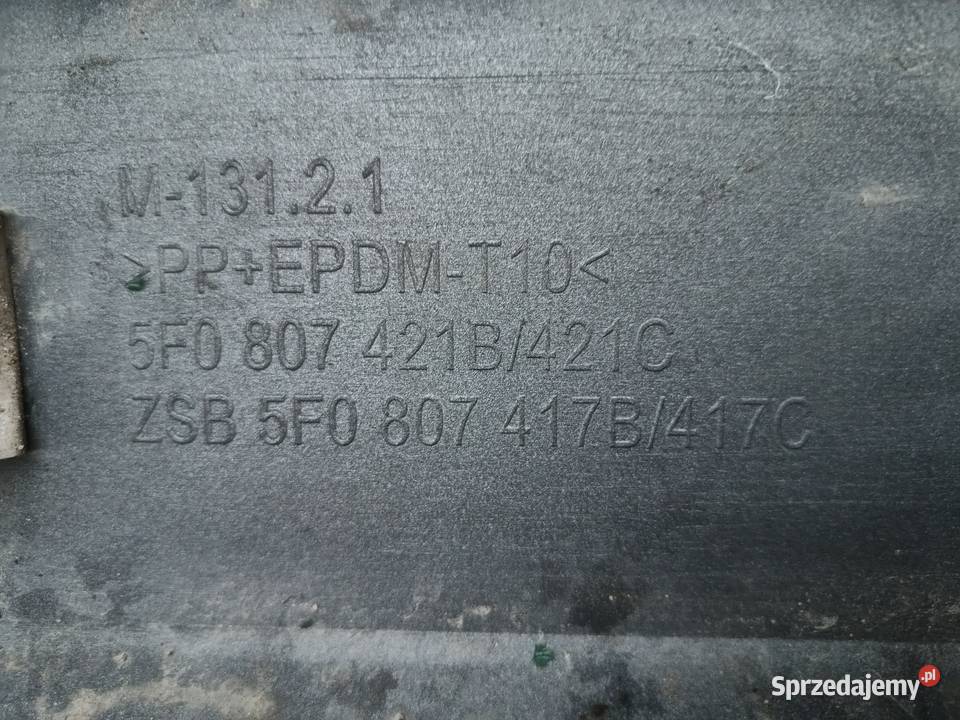 M-131.2.1
>PP+EPDM-T10<
5F0 807 421B/421C
ZSB 5F0 807 417B/417C
Sprzedajemy.pl